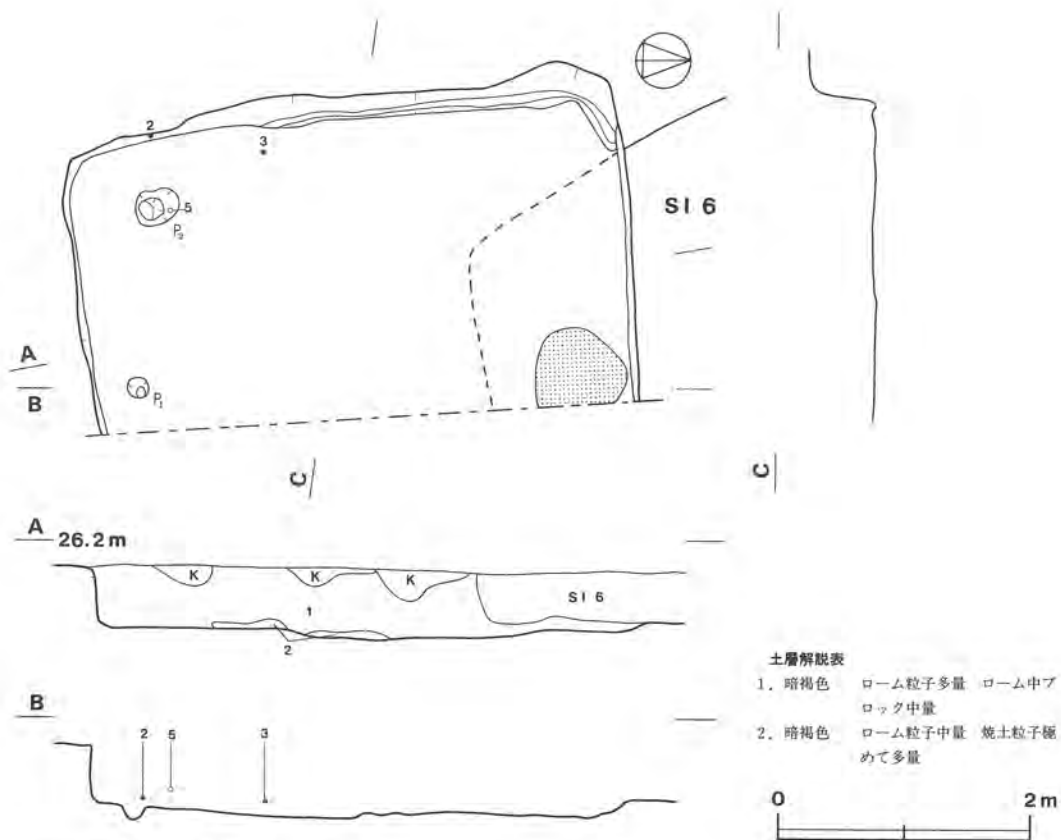 2
3
5
P2
SI 6
A
B
P1
C
C
A 26.2m
K K K
SI 6
1
2
B
2 5 3
土層解説表
1. 暗褐色 ローム粒子多量 ローム中ブ
ロック中量
2. 暗褐色 ローム粒子中量 焼土粒子極
めて多量
0 2m